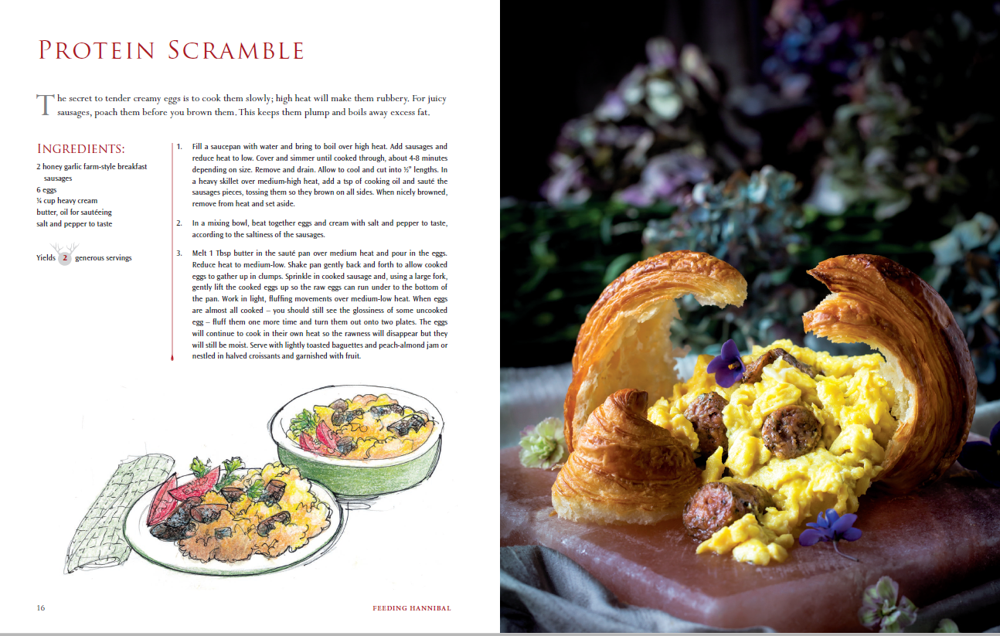 PROTEIN SCRAMBLE
The secret to tender creamy eggs is to cook them slowly; high heat will make them rubbery. For juicy
sausages, poach them before you brown them. This keeps them plump and boils away excess fat.
INGREDIENTS:
2 honey garlic farm-style breakfast
sausages
6 eggs
¼ cup heavy cream
butter, oil for sautéeing
salt and pepper to taste
Yields 2 generous servings
1. Fill a saucepan with water and bring to boil over high heat. Add sausages and
reduce heat to low. Cover and simmer until cooked through, about 4-8 minutes
depending on size. Remove and drain. Allow to cool and cut into ½" lengths. In
a heavy skillet over medium-high heat, add a tsp of cooking oil and sauté the
sausages pieces, tossing them so they brown on all sides. When nicely browned,
remove from heat and set aside.
2. In a mixing bowl, beat together eggs and cream with salt and pepper to taste,
according to the saltiness of the sausages.
3. Melt 1 Tbsp butter in the sauté pan over medium heat and pour in the eggs.
Reduce heat to medium-low. Shake pan gently back and forth to allow cooked
eggs to gather up in clumps. Sprinkle in cooked sausage and, using a large fork,
gently lift the cooked eggs up so the raw eggs can run under to the bottom of
the pan. Work in light, fluffing movements over medium-low heat. When eggs
are almost all cooked – you should still see the glossiness of some uncooked
egg – fluff them one more time and turn them out onto two plates. The eggs
will continue to cook in their own heat so the rawness will disappear but they
will still be moist. Serve with lightly toasted baguettes and peach-almond jam or
nestled in halved croissants and garnished with fruit.
16
FEEDING HANNIBAL